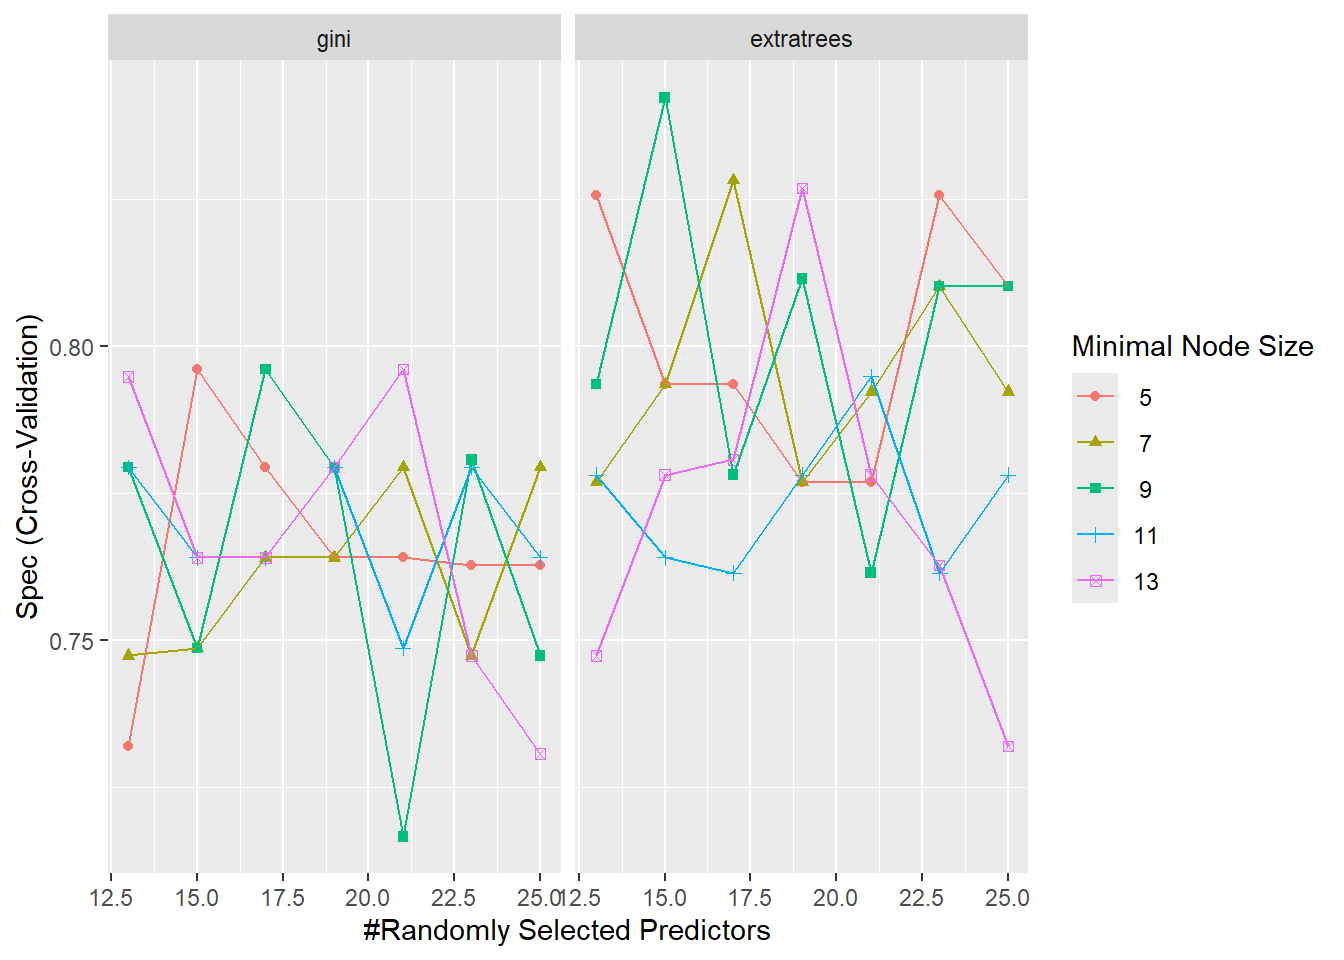 gini
extratrees
Spec (Cross-Validation)
0.80
0.75
12.5 15.0 17.5 20.0 22.5 25.0 12.5 15.0 17.5 20.0 22.5 25.0
#Randomly Selected Predictors
Minimal Node Size
5
7
9
11
13